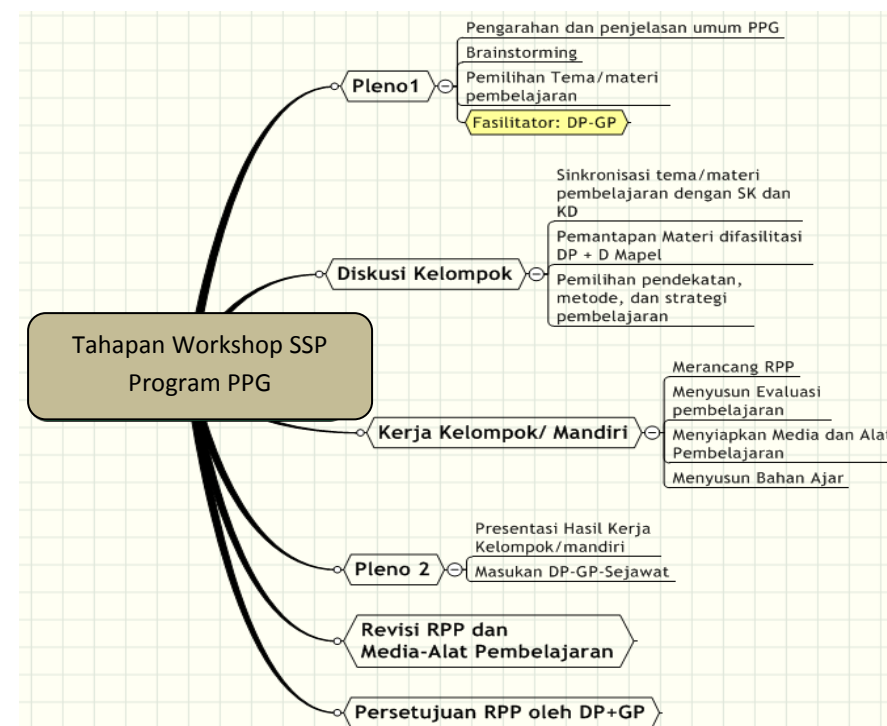 Tahapan Workshop SSP
Program PPG
Pleno1
Pengarahan dan penjelasan umum PPG
Brainstorming
Pemilihan Tema/materi
pembelajaran
Fasilitator: DP-GP
Diskusi Kelompok
Sinkronisasi tema/materi
pembelajaran dengan SK dan
KD
Pemantapan Materi difasilitasi
DP + D Mapel
Pemilihan pendekatan,
metode, dan strategi
pembelajaran
Kerja Kelompok/ Mandiri
Merancang RPP
Menyusun Evaluasi
pembelajaran
Menyiapkan Media dan Alat
Pembelajaran
Menyusun Bahan Ajar
Pleno 2
Presentasi Hasil Kerja
Kelompok/mandiri
Masukan DP-GP-Sejawat
Revisi RPP dan
Media-Alat Pembelajaran
Persetujuan RPP oleh DP+GP